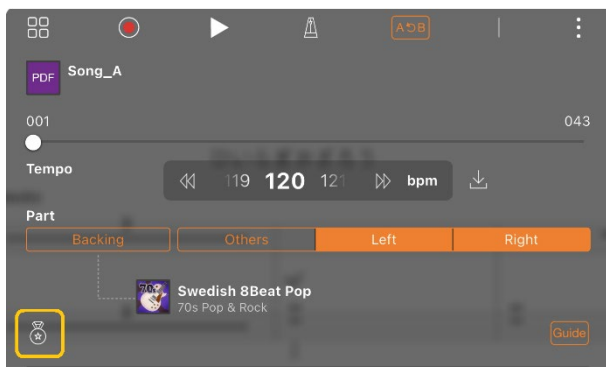 A⮌B
PDF
Song_A
001
043
Tempo
119 120 121 bpm
Part
Backing Others Left Right
70s
Swedish 8Beat Pop
70s Pop & Rock
Guide